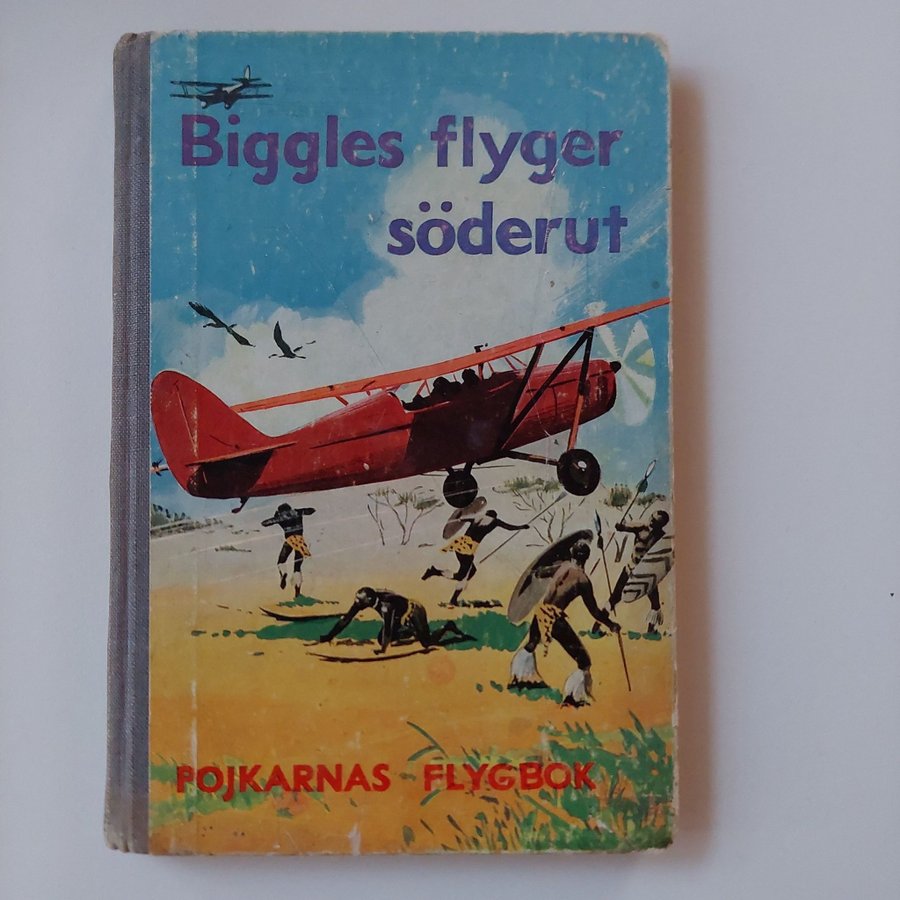 Biggles flyger
söderut
POJKARNAS FLYGBOK